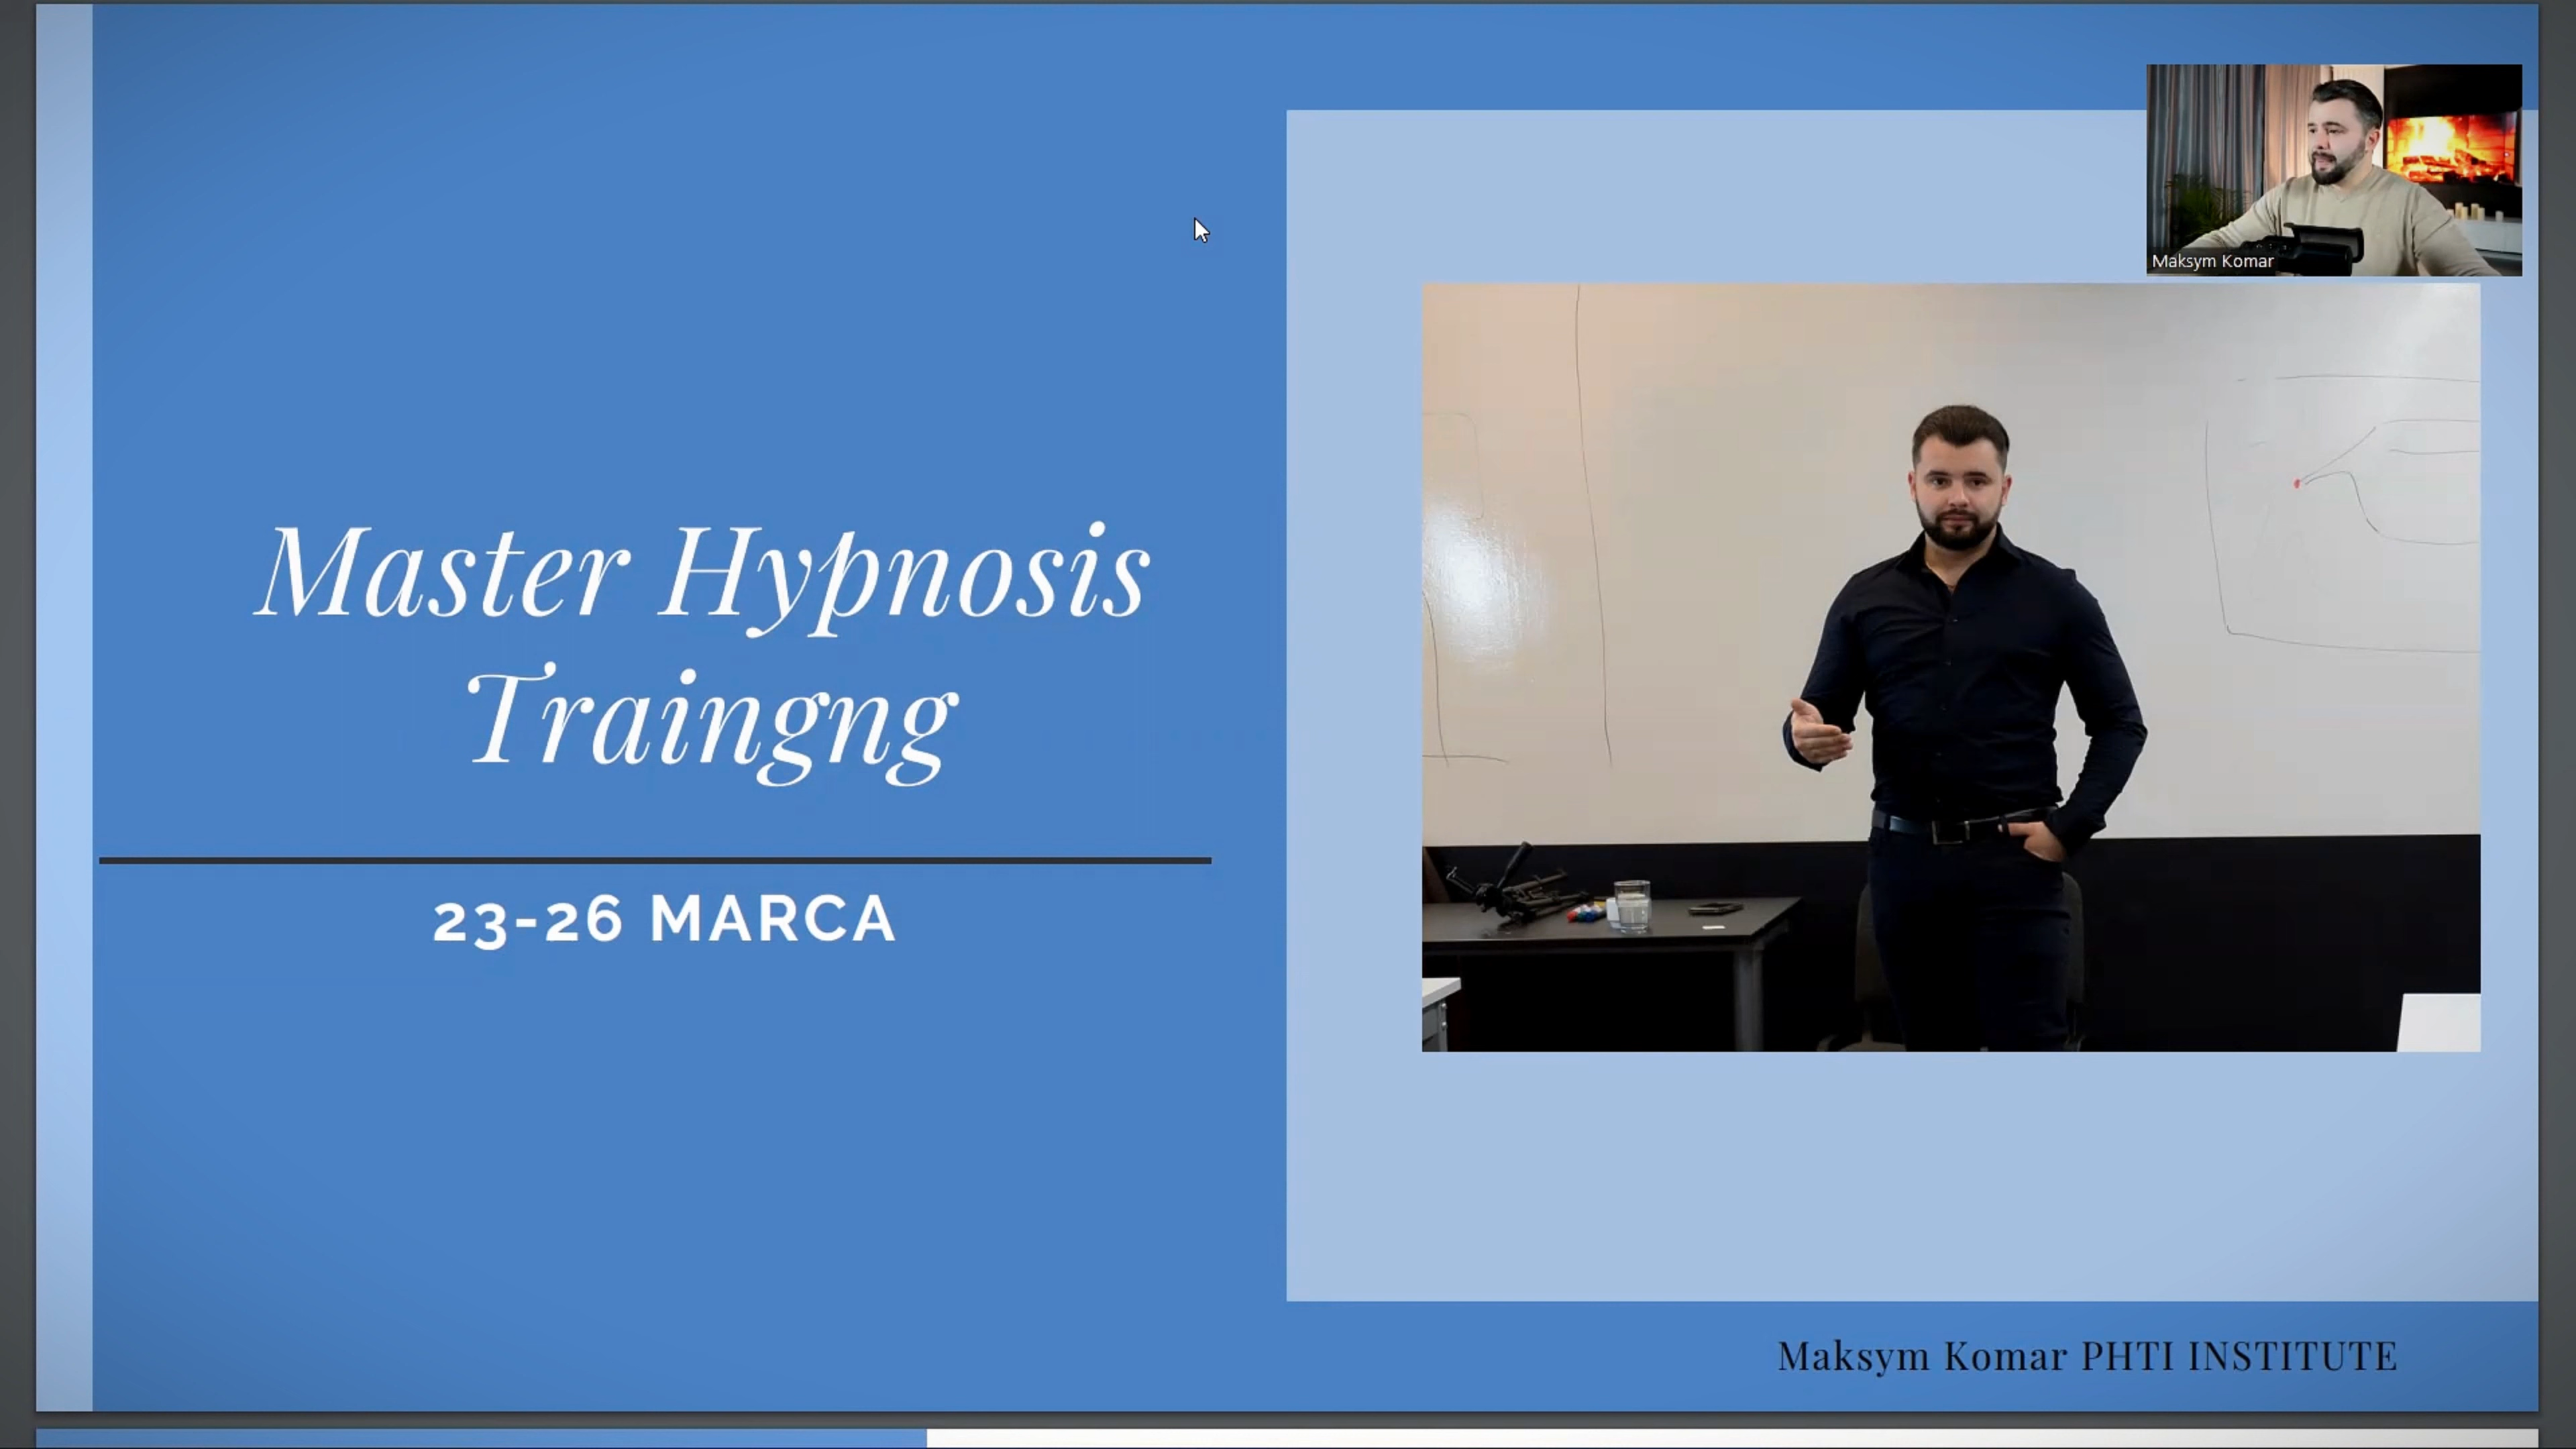 Maksym Komar
Master Hypnosis
Traingng
23-26 MARCA
Maksym Komar PHTI INSTITUTE